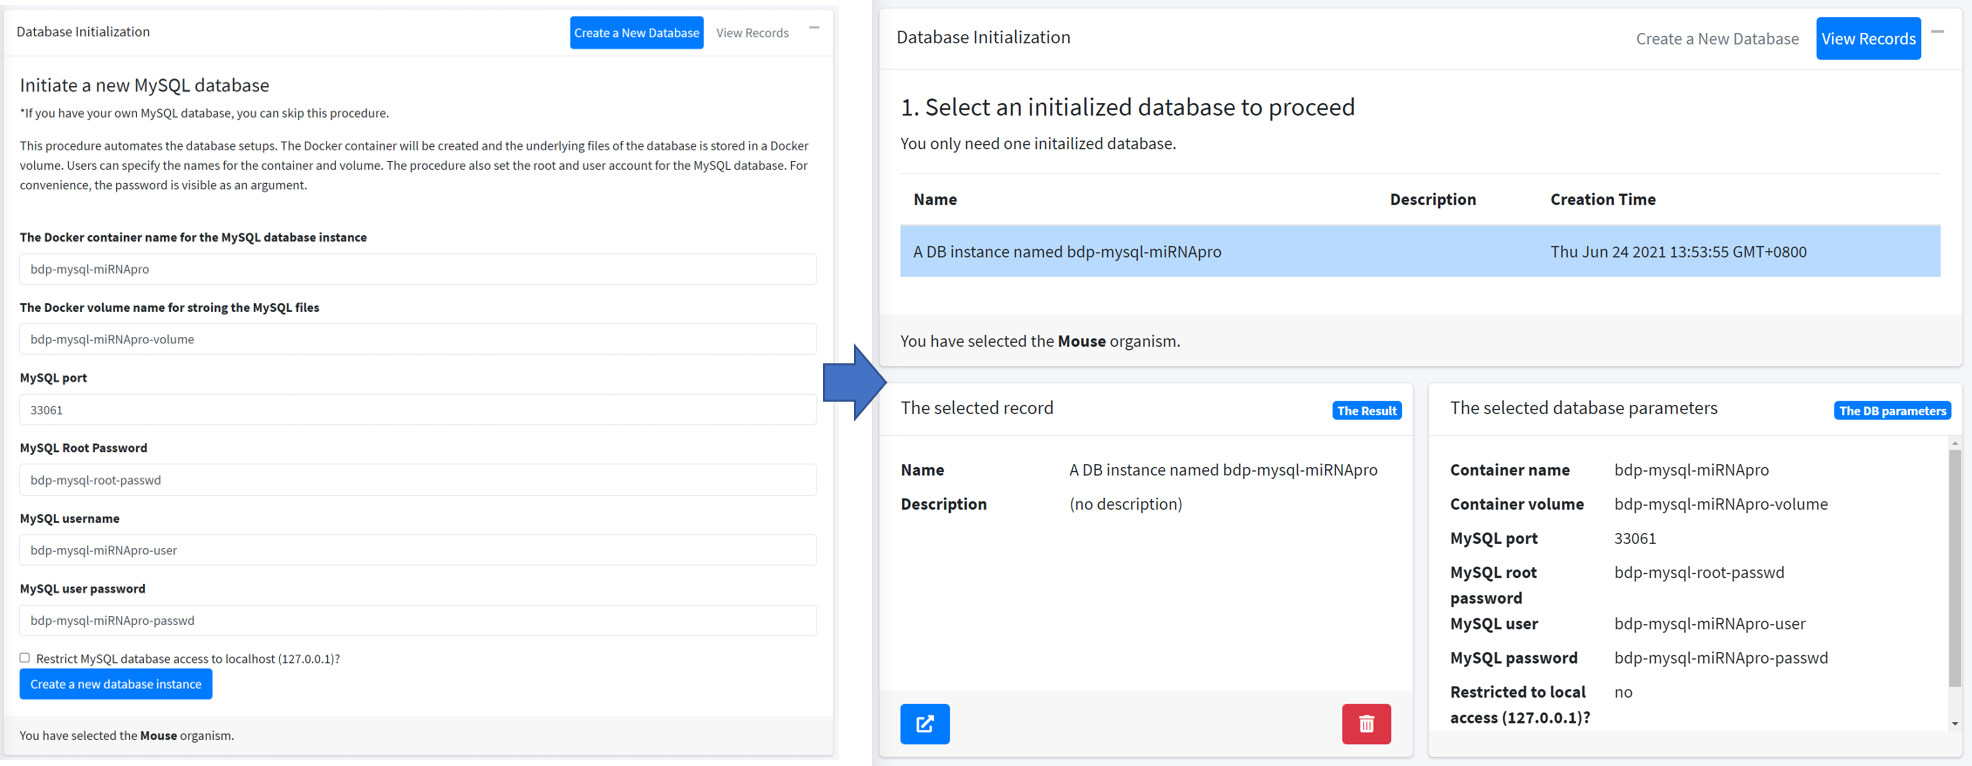 Database Initialization
Create a New Database
View Records
Initiate a new MySQL database
*If you have your own MySQL database, you can skip this procedure.
This procedure automates the database setups. The Docker container will be created and the underlying files of the database is stored in a Docker
volume. Users can specify the names for the container and volume. The procedure also set the root and user account for the MySQL database. For
convenience, the password is visible as an argument.
The Docker container name for the MySQL database instance
bdp-mysql-miRNApro
The Docker volume name for stroing the MySQL files
bdp-mysql-miRNApro-volume
MySQL port
33061
MySQL Root Password
bdp-mysql-root-passwd
MySQL username
bdp-mysql-miRNApro-user
MySQL user password
bdp-mysql-miRNApro-passwd
Restrict MySQL database access to localhost (127.0.0.1)?
Create a new database instance
You have selected the Mouse organism.
Database Initialization
Create a New Database
View Records
1. Select an initialized database to proceed
You only need one initailized database.
Name Description Creation Time
A DB instance named bdp-mysql-miRNApro Thu Jun 24 2021 13:53:55 GMT+0800
You have selected the Mouse organism.
The selected record
The Result
Name A DB instance named bdp-mysql-miRNApro
Description (no description)
The selected database parameters
The DB parameters
Container name bdp-mysql-miRNApro
Container volume bdp-mysql-miRNApro-volume
MySQL port 33061
MySQL root bdp-mysql-root-passwd
password
MySQL user bdp-mysql-miRNApro-user
MySQL password bdp-mysql-miRNApro-passwd
Restricted to local no
access (127.0.0.1)?